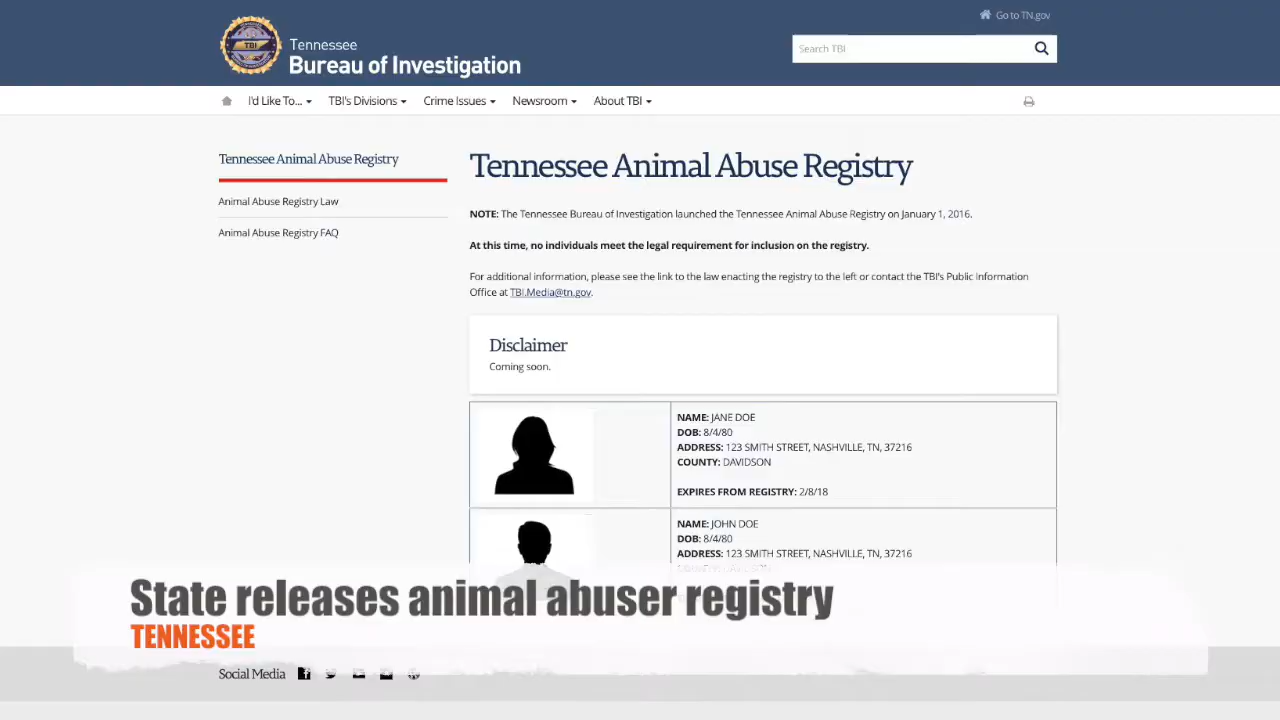 Go to TN.gov
TBI
Tennessee
Bureau of Investigation
Search TBI
I'd Like To...
TBI's Divisions
Crime Issues
Newsroom
About TBI
Tennessee Animal Abuse Registry
Animal Abuse Registry Law
Animal Abuse Registry FAQ
Tennessee Animal Abuse Registry
NOTE: The Tennessee Bureau of Investigation launched the Tennessee Animal Abuse Registry on January 1, 2016.
At this time, no individuals meet the legal requirement for inclusion on the registry.
For additional information, please see the link to the law enacting the registry to the left or contact the TBI's Public Information
Office at TBI.Media@tn.gov.
Disclaimer
Coming soon.
NAME: JANE DOE
DOB: 8/4/80
ADDRESS: 123 SMITH STREET, NASHVILLE, TN, 37216
COUNTY: DAVIDSON
EXPIRES FROM REGISTRY: 2/8/18
NAME: JOHN DOE
DOB: 8/4/80
ADDRESS: 123 SMITH STREET, NASHVILLE, TN, 37216
State releases animal abuser registry
TENNESSEE
Social Media